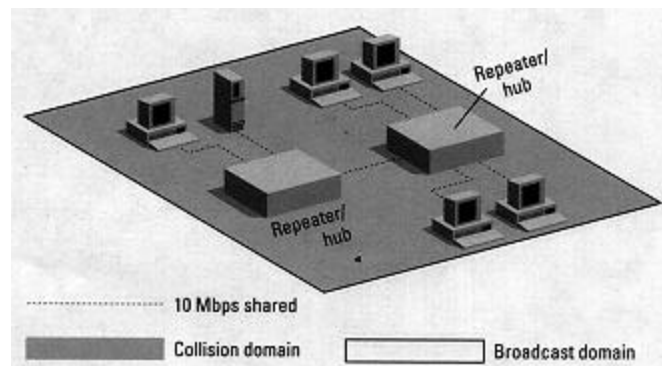 Repeater/
hub
Repeater/
hub
10 Mbps shared
Collision domain
Broadcast domain